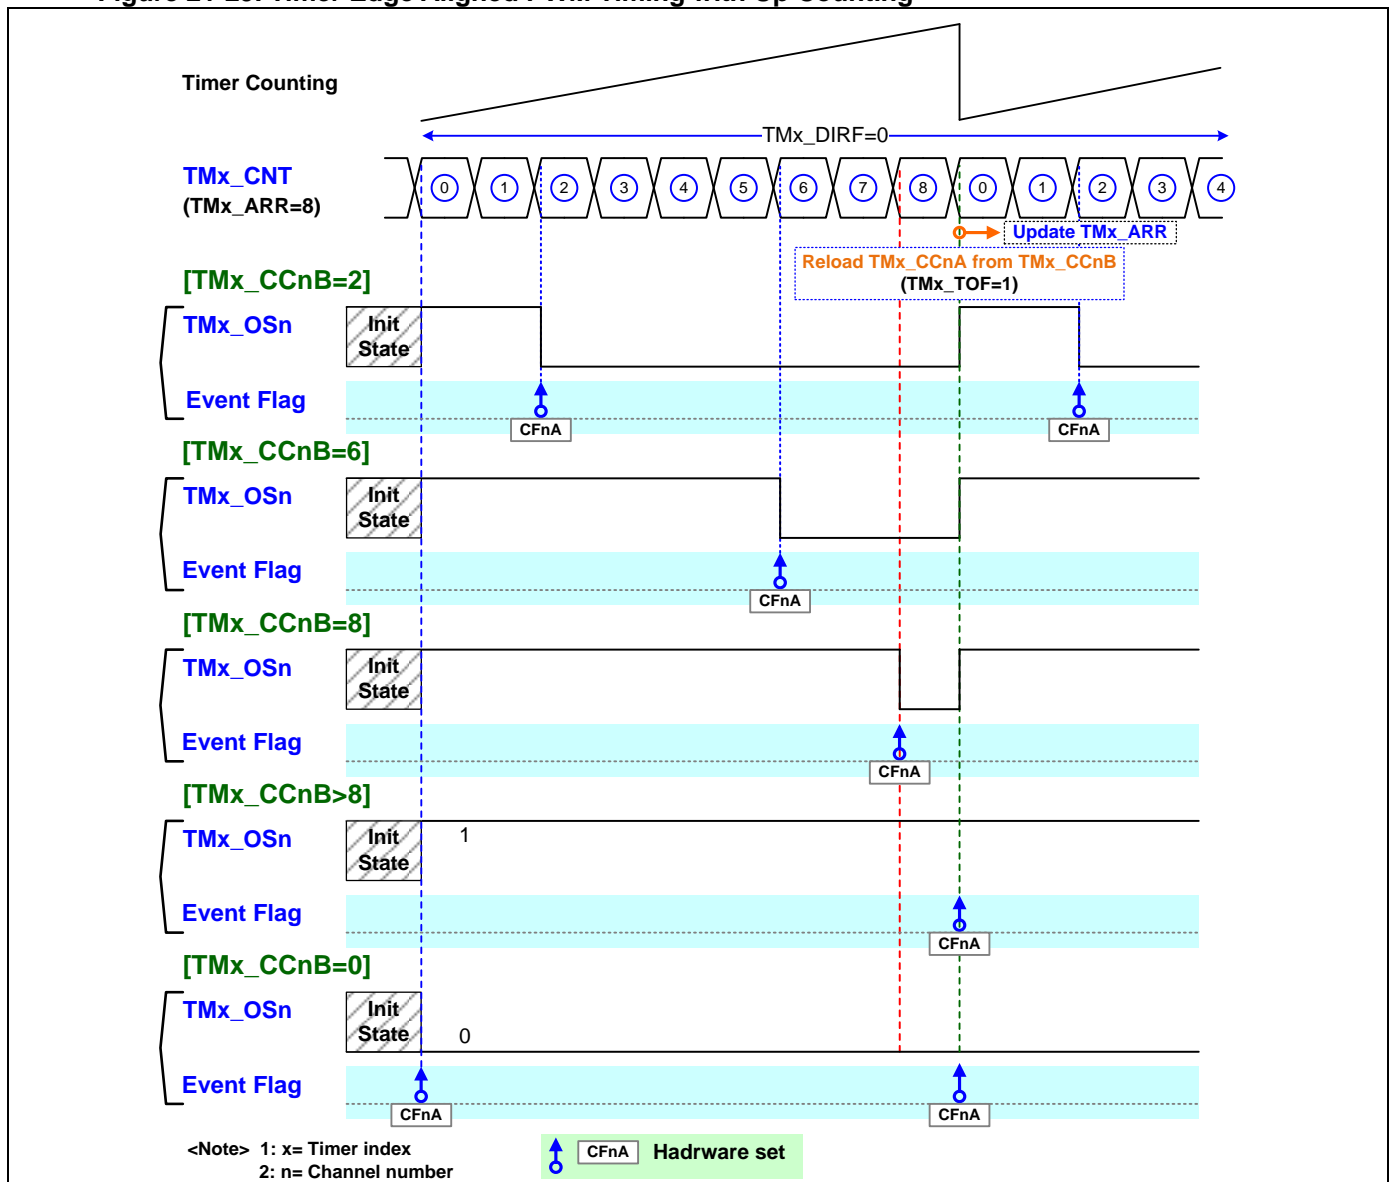 Timer Counting
TMx_DIRF=0
TMx_CNT
(TMx_ARR=8)
0 1 2 3 4 5 6 7 8 0 1 2 3 4
Update TMx_ARR
Reload TMx_CCnA from TMx_CCnB
(TMx_TOF=1)
[TMx_CCnB=2]
TMx_OSn
Init
State
Event Flag
CFnA CFnA
[TMx_CCnB=6]
TMx_OSn
Init
State
Event Flag
CFnA
[TMx_CCnB=8]
TMx_OSn
Init
State
Event Flag
CFnA
[TMx_CCnB>8]
TMx_OSn
Init
State
1
Event Flag
CFnA
[TMx_CCnB=0]
TMx_OSn
Init
State
0
Event Flag
CFnA CFnA
<Note> 1: x= Timer index
2: n= Channel number
CFnA Hadrware set